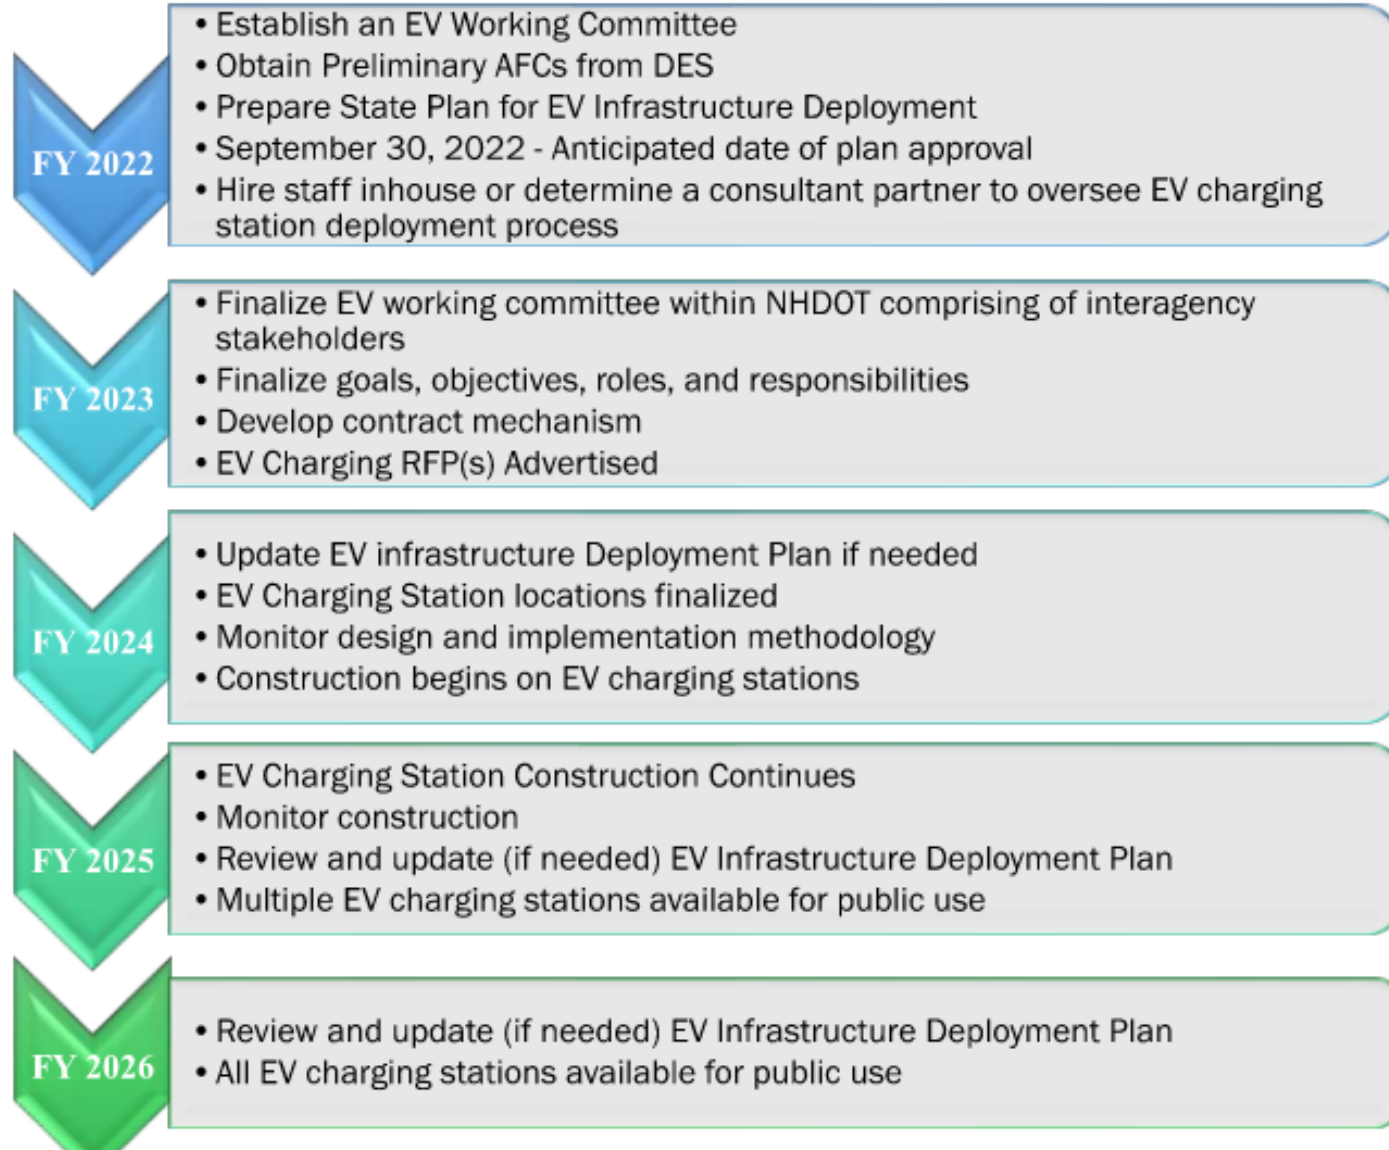 FY 2022
• Establish an EV Working Committee
• Obtain Preliminary AFCs from DES
• Prepare State Plan for EV Infrastructure Deployment
• September 30, 2022 - Anticipated date of plan approval
• Hire staff inhouse or determine a consultant partner to oversee EV charging
station deployment process
FY 2023
• Finalize EV working committee within NHDOT comprising of interagency
stakeholders
• Finalize goals, objectives, roles, and responsibilities
• Develop contract mechanism
• EV Charging RFP(s) Advertised
FY 2024
• Update EV infrastructure Deployment Plan if needed
• EV Charging Station locations finalized
• Monitor design and implementation methodology
• Construction begins on EV charging stations
FY 2025
• EV Charging Station Construction Continues
• Monitor construction
• Review and update (if needed) EV Infrastructure Deployment Plan
• Multiple EV charging stations available for public use
FY 2026
• Review and update (if needed) EV Infrastructure Deployment Plan
• All EV charging stations available for public use